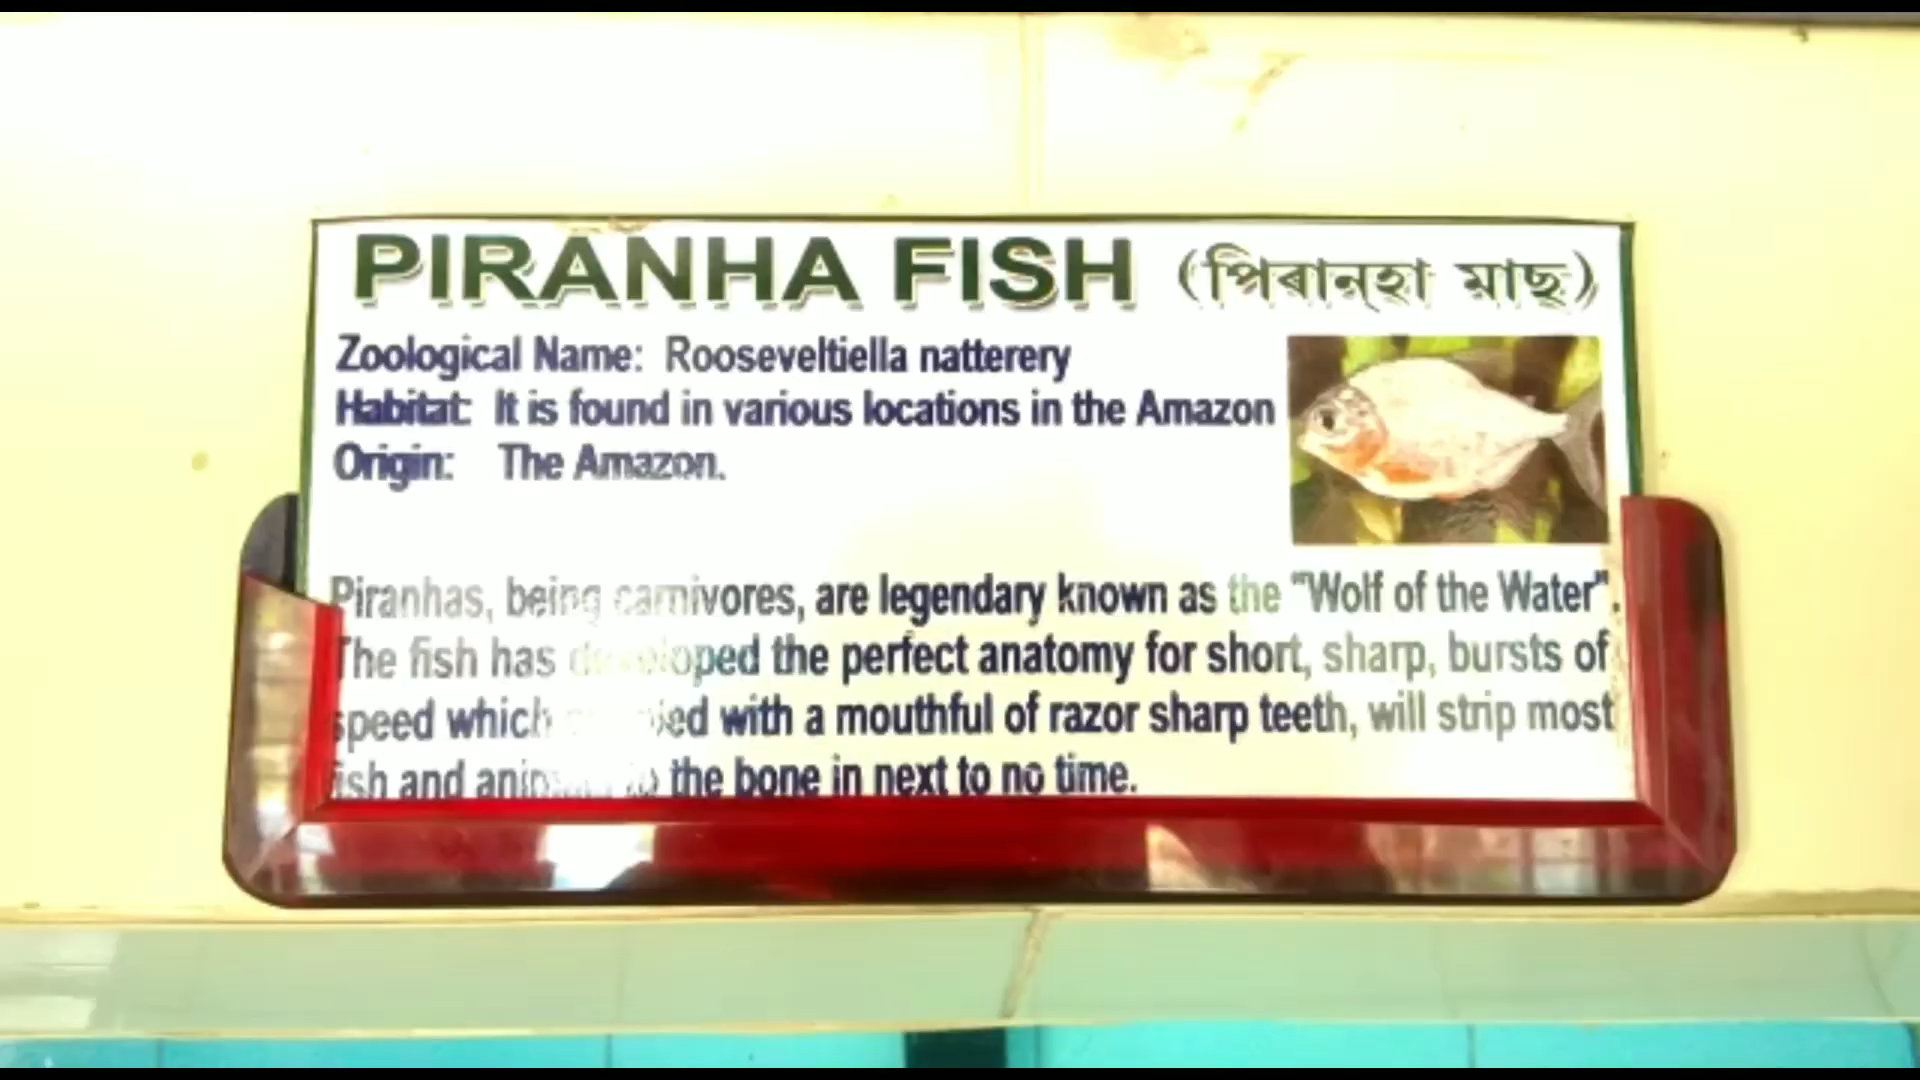 PIRANHA FISH (পিৰান্হা মাছ)
Zoological Name: Rooseveltiella natterery
Habitat: It is found in various locations in the Amazon
Origin: The Amazon.
Piranhas, being carnivores, are legendary known as the "Wolf of the Water".
The fish has developed the perfect anatomy for short, sharp, bursts of
speed which with a mouthful of razor sharp teeth, will strip most
fish and the bone in next to no time.